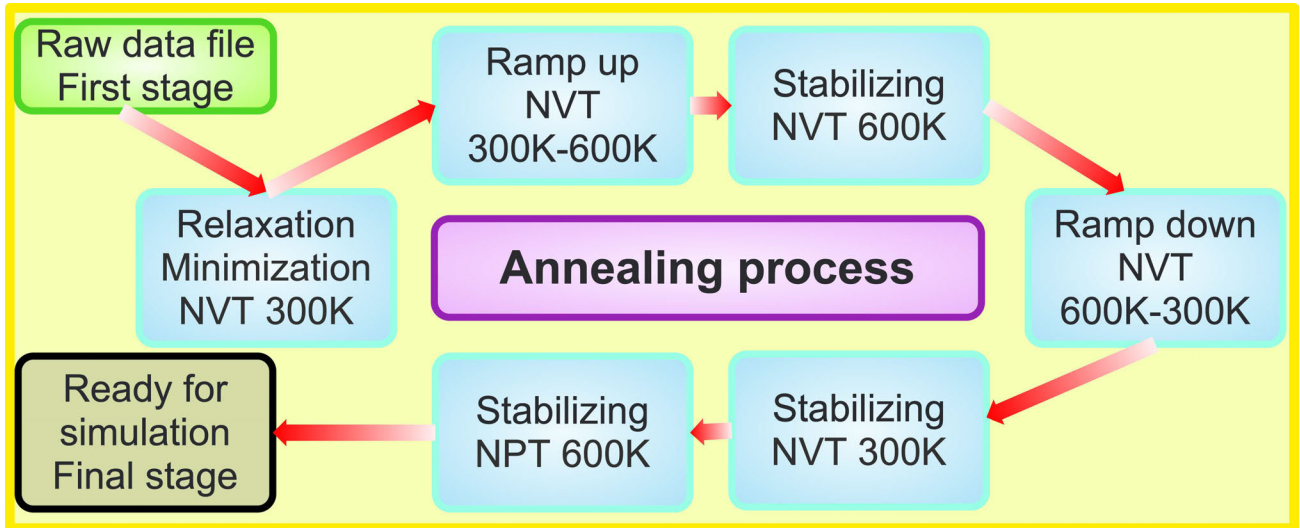 Raw data file
First stage
Relaxation
Minimization
NVT 300K
Ramp up
NVT
300K-600K
Stabilizing
NVT 600K
Ramp down
NVT
600K-300K
Stabilizing
NVT 300K
Stabilizing
NPT 600K
Ready for
simulation
Final stage
Annealing process